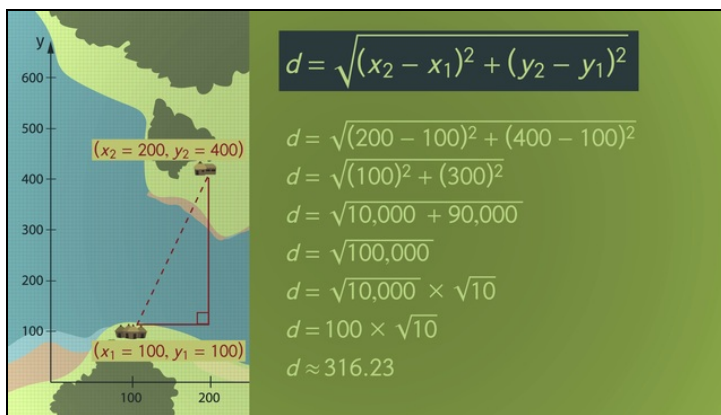 y
600
500
(x₂ = 200, y₂ = 400)
400
300
200
100
(x₁ = 100, y₁ = 100)
100 200
d = √(x₂ − x₁)² + (y₂ − y₁)²
d = √(200 − 100)² + (400 − 100)²
d = √(100)² + (300)²
d = √10,000 + 90,000
d = √100,000
d = √10,000 × √10
d = 100 × √10
d ≈ 316.23